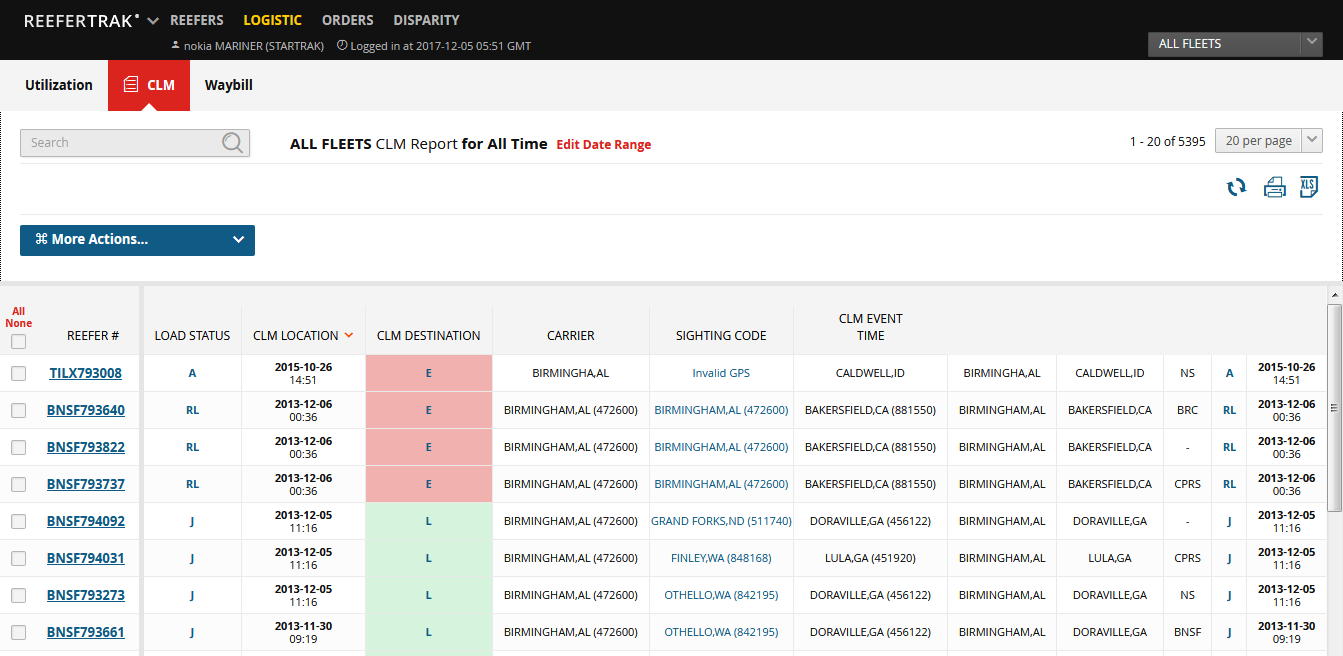 REEFERTRAK REEFERS LOGISTIC ORDERS DISPARITY
nokia MARINER (STARTRAK) Logged in at 2017-12-05 05:51 GMT
ALL FLEETS
Utilization CLM Waybill
Search
ALL FLEETS CLM Report for All Time Edit Date Range
1 - 20 of 5395 20 per page
XLS
⌘ More Actions...
All
None
REEFER # LOAD STATUS CLM LOCATION CLM DESTINATION CARRIER SIGHTING CODE CLM EVENT
TIME
TILX793008 A 2015-10-26 E BIRMINGHA,AL Invalid GPS CALDWELL,ID BIRMINGHA,AL CALDWELL,ID NS A 2015-10-26
14:51 14:51
BNSF793640 RL 2013-12-06 E BIRMINGHAM,AL (472600) BIRMINGHAM,AL (472600) BAKERSFIELD,CA (881550) BIRMINGHAM,AL BAKERSFIELD,CA BRC RL 2013-12-06
00:36 00:36
BNSF793822 RL 2013-12-06 E BIRMINGHAM,AL (472600) BIRMINGHAM,AL (472600) BAKERSFIELD,CA (881550) BIRMINGHAM,AL BAKERSFIELD,CA - RL 2013-12-06
00:36 00:36
BNSF793737 RL 2013-12-06 E BIRMINGHAM,AL (472600) BIRMINGHAM,AL (472600) BAKERSFIELD,CA (881550) BIRMINGHAM,AL BAKERSFIELD,CA CPRS RL 2013-12-06
00:36 00:36
BNSF794092 J 2013-12-05 L BIRMINGHAM,AL (472600) GRAND FORKS,ND (511740) DORAVILLE,GA (456122) BIRMINGHAM,AL DORAVILLE,GA - J 2013-12-05
11:16 11:16
BNSF794031 J 2013-12-05 L BIRMINGHAM,AL (472600) FINLEY,WA (848168) LULA,GA (451920) BIRMINGHAM,AL LULA,GA CPRS J 2013-12-05
11:16 11:16
BNSF793273 J 2013-12-05 L BIRMINGHAM,AL (472600) OTHELLO,WA (842195) DORAVILLE,GA (456122) BIRMINGHAM,AL DORAVILLE,GA NS J 2013-12-05
11:16 11:16
BNSF793661 J 2013-11-30 L BIRMINGHAM,AL (472600) OTHELLO,WA (842195) DORAVILLE,GA (456122) BIRMINGHAM,AL DORAVILLE,GA BNSF J 2013-11-30
09:19 09:19